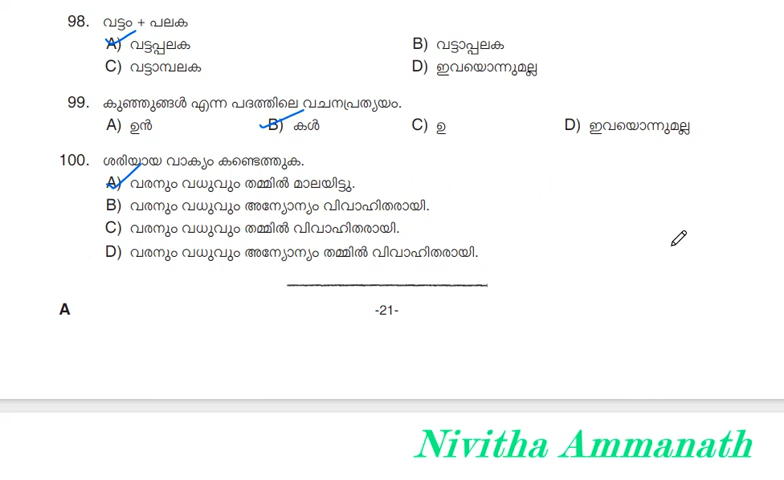 98. വട്ടം + പലക
A) വട്ടപ്പലക B) വട്ടാപ്പലക
C) വട്ടാമ്പലക D) ഇവയൊന്നുമല്ല
99. കുഞ്ഞുങ്ങൾ എന്ന പദത്തിലെ വചനപ്രത്യയം.
A) ഉൻ B) കൾ C) ഉ D) ഇവയൊന്നുമല്ല
100. ശരിയായ വാക്യം കണ്ടെത്തുക.
A) വരനും വധുവും തമ്മിൽ മാലയിട്ടു.
B) വരനും വധുവും അന്യോന്യം വിവാഹിതരായി.
C) വരനും വധുവും തമ്മിൽ വിവാഹിതരായി.
D) വരനും വധുവും അന്യോന്യം തമ്മിൽ വിവാഹിതരായി.
A -21-
Nivitha Ammanath